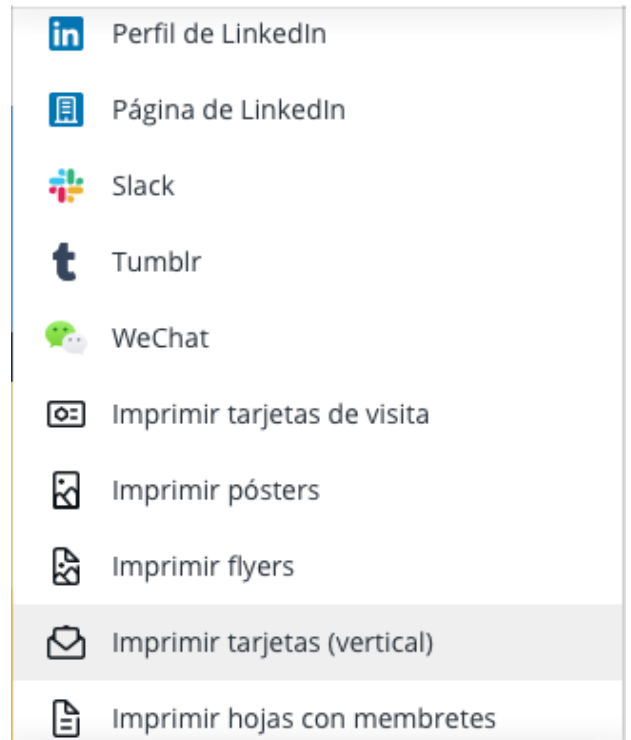 Perfil de LinkedIn
Página de LinkedIn
Slack
Tumblr
WeChat
Imprimir tarjetas de visita
Imprimir pósters
Imprimir flyers
Imprimir tarjetas (vertical)
Imprimir hojas con membretes